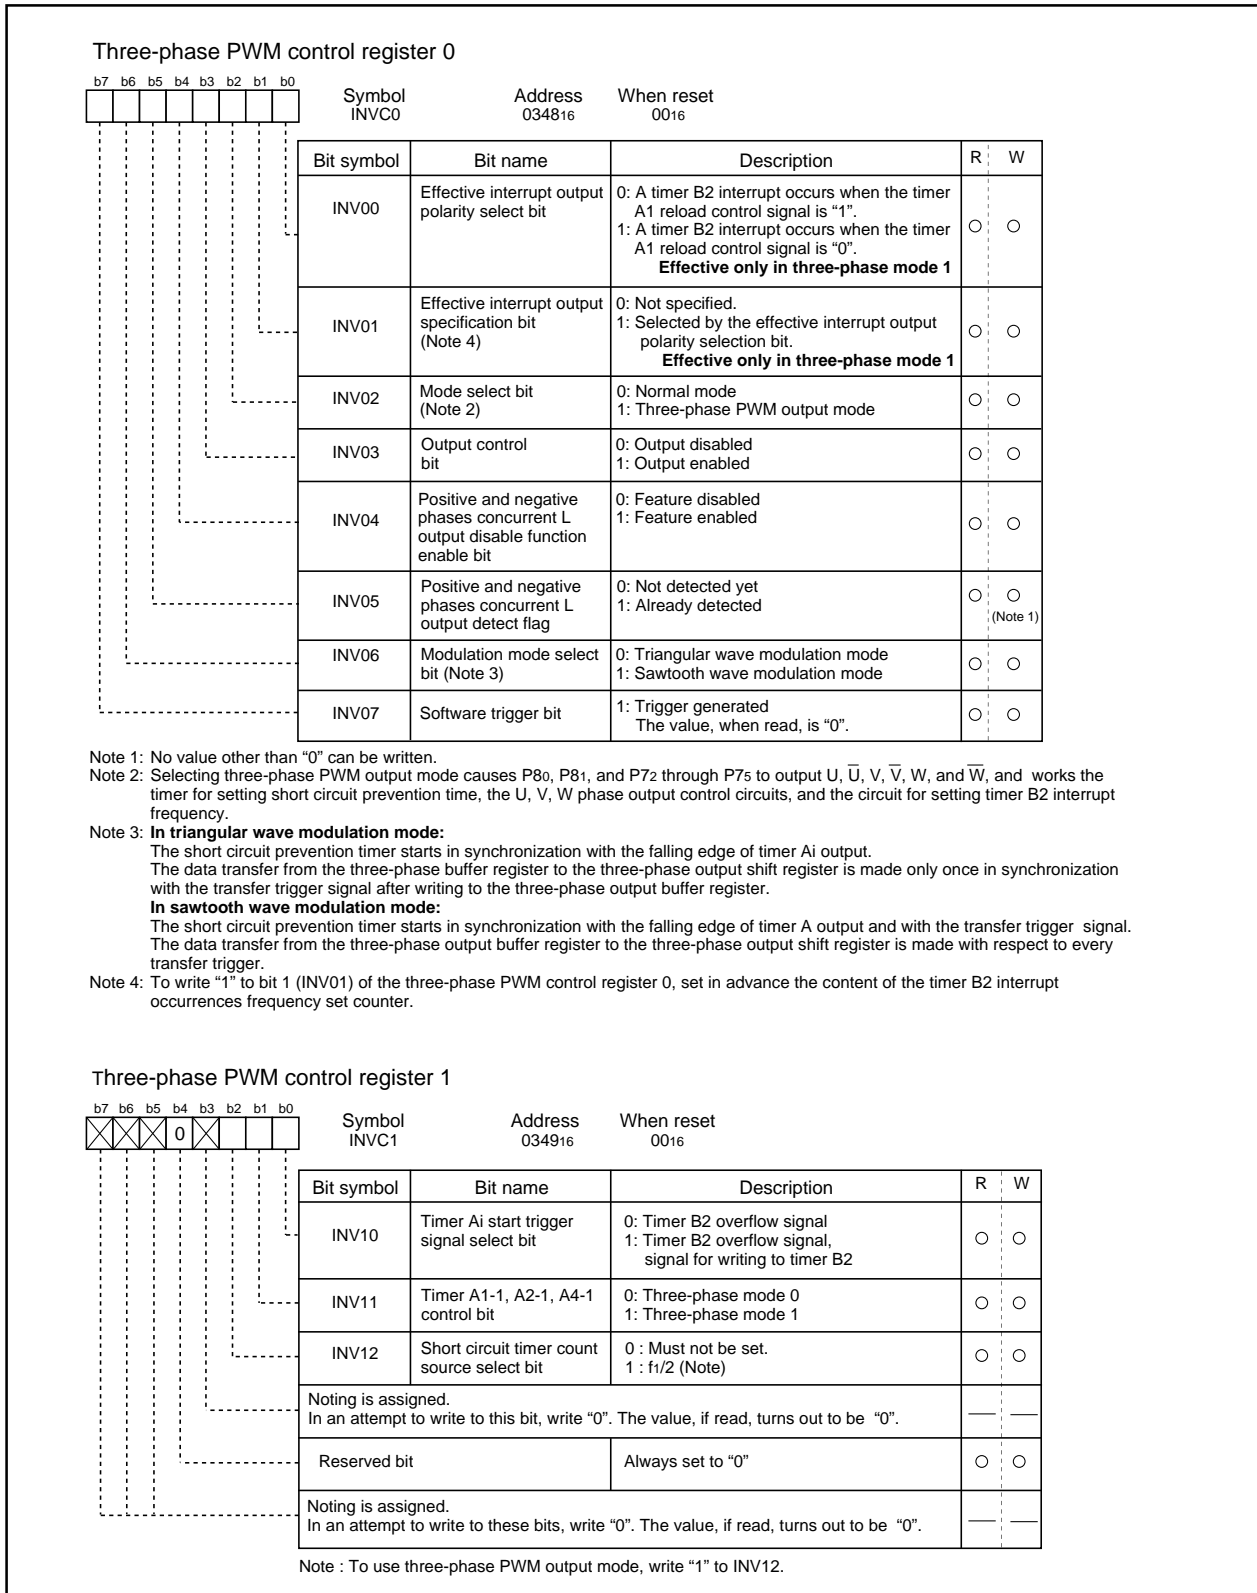 Three-phase PWM control register 0
b7 b6 b5 b4 b3 b2 b1 b0
Symbol Address When reset
INVC0 034816 0016
Bit symbol Bit name Description R W
INV00
Effective interrupt output
polarity select bit
0: A timer B2 interrupt occurs when the timer
A1 reload control signal is “1”.
1: A timer B2 interrupt occurs when the timer
A1 reload control signal is “0”.
Effective only in three-phase mode 1
INV01
Effective interrupt output
specification bit
(Note 4)
0: Not specified.
1: Selected by the effective interrupt output
polarity selection bit.
Effective only in three-phase mode 1
INV02
Mode select bit
(Note 2)
0: Normal mode
1: Three-phase PWM output mode
INV03
Output control
bit
0: Output disabled
1: Output enabled
INV04
Positive and negative
phases concurrent L
output disable function
enable bit
0: Feature disabled
1: Feature enabled
INV05
Positive and negative
phases concurrent L
output detect flag
0: Not detected yet
1: Already detected
(Note 1)
INV06
Modulation mode select
bit (Note 3)
0: Triangular wave modulation mode
1: Sawtooth wave modulation mode
INV07
Software trigger bit
1: Trigger generated
The value, when read, is “0”.
Note 1: No value other than “0” can be written.
Note 2: Selecting three-phase PWM output mode causes P80, P81, and P72 through P75 to output U, U̅, V, V̅, W, and W̅, and works the
timer for setting short circuit prevention time, the U, V, W phase output control circuits, and the circuit for setting timer B2 interrupt
frequency.
Note 3: In triangular wave modulation mode:
The short circuit prevention timer starts in synchronization with the falling edge of timer Ai output.
The data transfer from the three-phase buffer register to the three-phase output shift register is made only once in synchronization
with the transfer trigger signal after writing to the three-phase output buffer register.
In sawtooth wave modulation mode:
The short circuit prevention timer starts in synchronization with the falling edge of timer A output and with the transfer trigger signal.
The data transfer from the three-phase output buffer register to the three-phase output shift register is made with respect to every
transfer trigger.
Note 4: To write “1” to bit 1 (INV01) of the three-phase PWM control register 0, set in advance the content of the timer B2 interrupt
occurrences frequency set counter.
Three-phase PWM control register 1
b7 b6 b5 b4 b3 b2 b1 b0
0
Symbol Address When reset
INVC1 034916 0016
Bit symbol Bit name Description R W
INV10
Timer Ai start trigger
signal select bit
0: Timer B2 overflow signal
1: Timer B2 overflow signal,
signal for writing to timer B2
INV11
Timer A1-1, A2-1, A4-1
control bit
0: Three-phase mode 0
1: Three-phase mode 1
INV12
Short circuit timer count
source select bit
0 : Must not be set.
1 : f1/2 (Note)
Noting is assigned.
In an attempt to write to this bit, write “0”. The value, if read, turns out to be “0”.
Reserved bit Always set to “0”
Noting is assigned.
In an attempt to write to these bits, write “0”. The value, if read, turns out to be “0”.
Note : To use three-phase PWM output mode, write “1” to INV12.